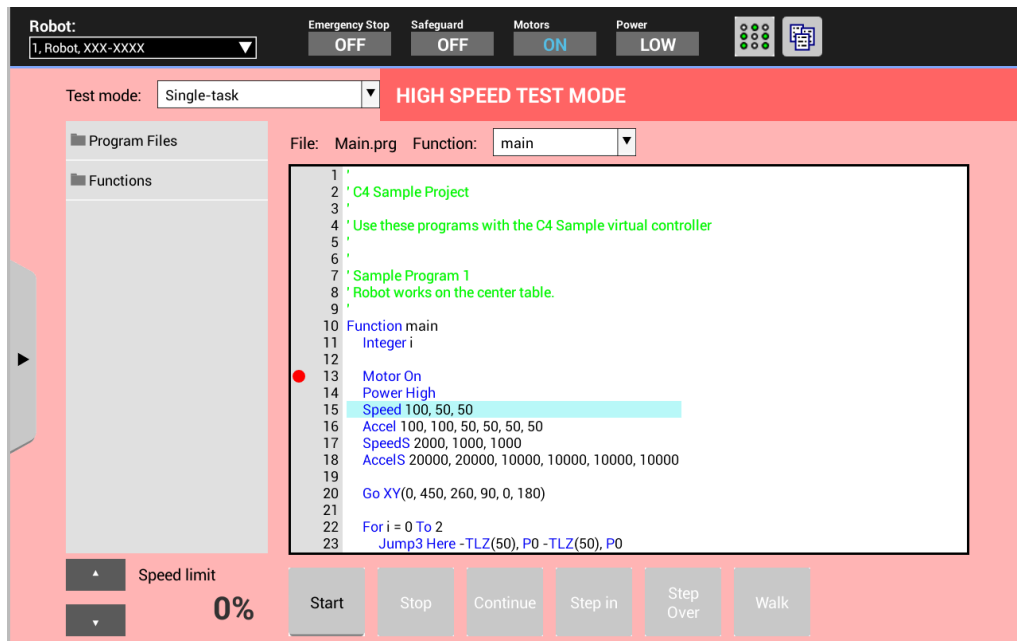 Robot:
Emergency Stop Safeguard Motors Power
1, Robot, XXX-XXXX OFF OFF ON LOW
Test mode: Single-task HIGH SPEED TEST MODE
Program Files
Functions
File: Main.prg Function: main
1 '
2 ' C4 Sample Project
3 '
4 ' Use these programs with the C4 Sample virtual controller
5 '
6 '
7 ' Sample Program 1
8 ' Robot works on the center table.
9 '
10 Function main
11 Integer i
12
13 Motor On
14 Power High
15 Speed 100, 50, 50
16 Accel 100, 100, 50, 50, 50, 50
17 SpeedS 2000, 1000, 1000
18 AccelS 20000, 20000, 10000, 10000, 10000, 10000
19
20 Go XY(0, 450, 260, 90, 0, 180)
21
22 For i = 0 To 2
23 Jump3 Here -TLZ(50), P0 -TLZ(50), P0
Speed limit
0%
Start Stop Continue Step in Step Over Walk